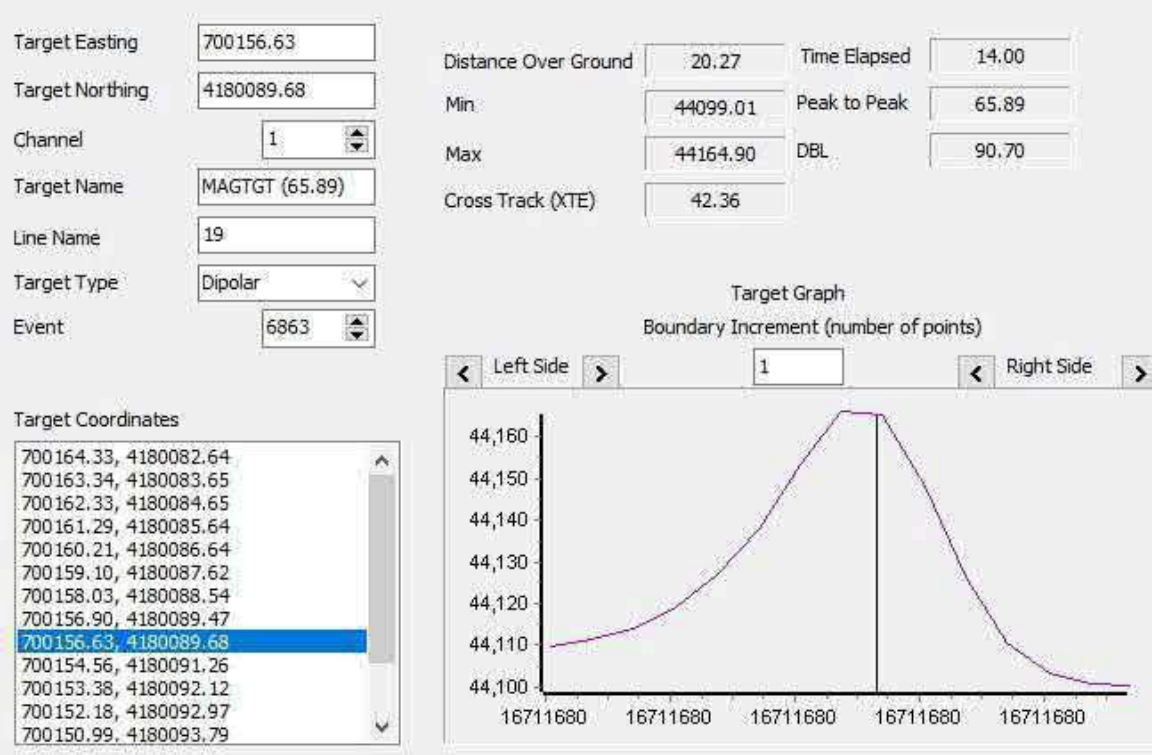 Target Easting 700156.63
Target Northing 4180089.68
Channel 1
Target Name MAGTGT (65.89)
Line Name 19
Target Type Dipolar
Event 6863
Distance Over Ground 20.27 Time Elapsed 14.00
Min 44099.01 Peak to Peak 65.89
Max 44164.90 DBL 90.70
Cross Track (XTE) 42.36
Target Graph
Boundary Increment (number of points)
< Left Side > 1 < Right Side >
Target Coordinates
700164.33, 4180082.64
700163.34, 4180083.65
700162.33, 4180084.65
700161.29, 4180085.64
700160.21, 4180086.64
700159.10, 4180087.62
700158.03, 4180088.54
700156.90, 4180089.47
700156.63, 4180089.68
700154.56, 4180091.26
700153.38, 4180092.12
700152.18, 4180092.97
700150.99, 4180093.79
44,160
44,150
44,140
44,130
44,120
44,110
44,100
16711680 16711680 16711680 16711680 16711680